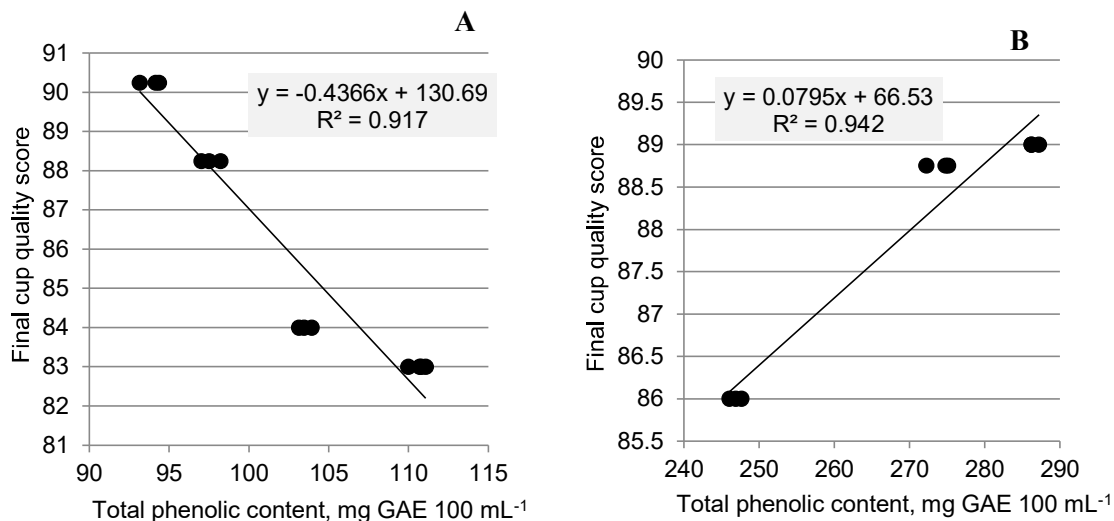 A
91
90
89
88
87
86
85
84
83
82
81
Final cup quality score
y = -0.4366x + 130.69
R² = 0.917
90 95 100 105 110 115
Total phenolic content, mg GAE 100 mL⁻¹
B
90
89.5
89
88.5
88
87.5
87
86.5
86
85.5
Final cup quality score
y = 0.0795x + 66.53
R² = 0.942
240 250 260 270 280 290
Total phenolic content, mg GAE 100 mL⁻¹